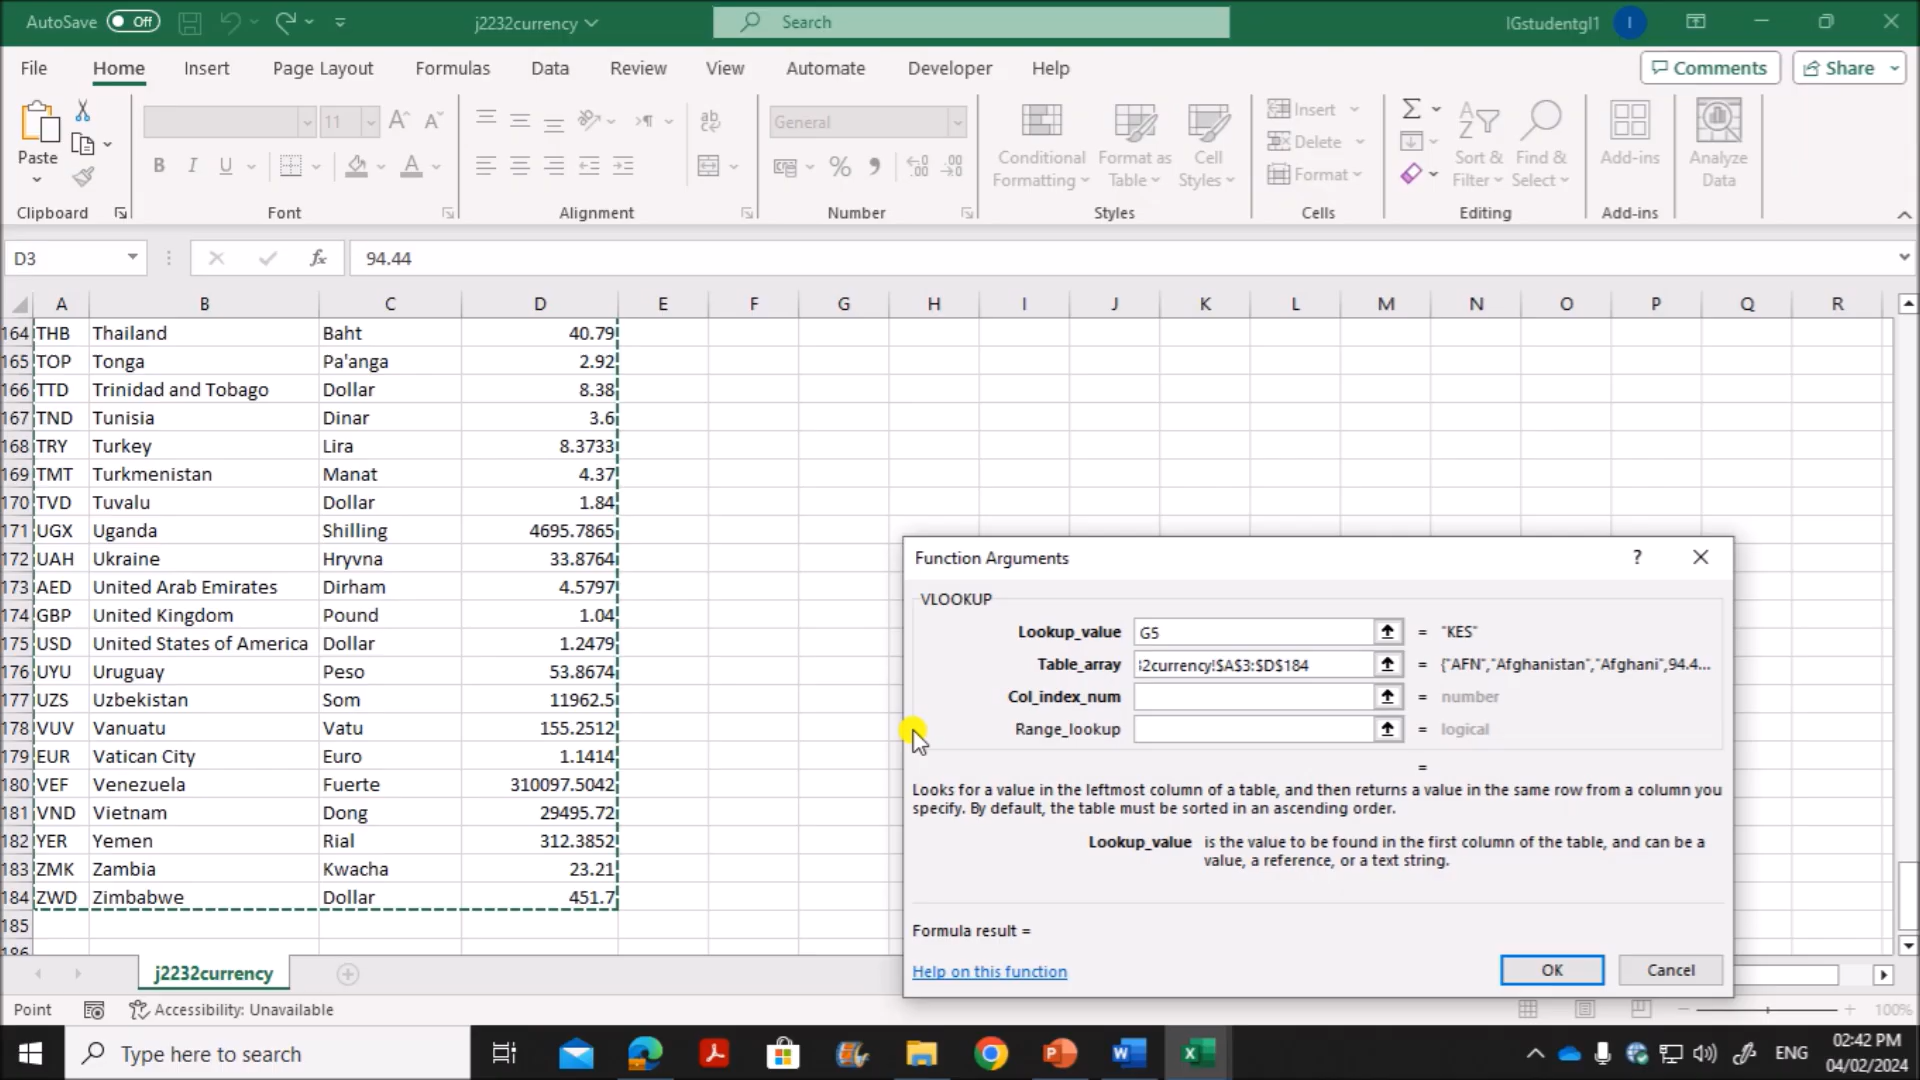 AutoSave Off j2232currency Search IGstudentgl1 I
File Home Insert Page Layout Formulas Data Review View Automate Developer Help Comments Share
Paste 11 General Conditional Formatting Format as Table Cell Styles Insert Delete Format Sort & Filter Find & Select Add-ins Analyze Data
Clipboard Font Alignment Number Styles Cells Editing Add-ins
D3 fx 94.44
A B C D E F G H I J K L M N O P Q R
164 THB Thailand Baht 40.79
165 TOP Tonga Pa'anga 2.92
166 TTD Trinidad and Tobago Dollar 8.38
167 TND Tunisia Dinar 3.6
168 TRY Turkey Lira 8.3733
169 TMT Turkmenistan Manat 4.37
170 TVD Tuvalu Dollar 1.84
171 UGX Uganda Shilling 4695.7865
172 UAH Ukraine Hryvna 33.8764
173 AED United Arab Emirates Dirham 4.5797
174 GBP United Kingdom Pound 1.04
175 USD United States of America Dollar 1.2479
176 UYU Uruguay Peso 53.8674
177 UZS Uzbekistan Som 11962.5
178 VUV Vanuatu Vatu 155.2512
179 EUR Vatican City Euro 1.1414
180 VEF Venezuela Fuerte 310097.5042
181 VND Vietnam Dong 29495.72
182 YER Yemen Rial 312.3852
183 ZMK Zambia Kwacha 23.21
184 ZWD Zimbabwe Dollar 451.7
185
186
Function Arguments ?
VLOOKUP
Lookup_value G5 = "KES"
Table_array 2currency!$A$3:$D$184 = {"AFN","Afghanistan","Afghani",94.4...
Col_index_num = number
Range_lookup = logical
=
Looks for a value in the leftmost column of a table, and then returns a value in the same row from a column you
specify. By default, the table must be sorted in an ascending order.
Lookup_value is the value to be found in the first column of the table, and can be a
value, a reference, or a text string.
Formula result =
Help on this function OK Cancel
j2232currency
Point Accessibility: Unavailable 100%
Type here to search ENG 02:42 PM
04/02/2024